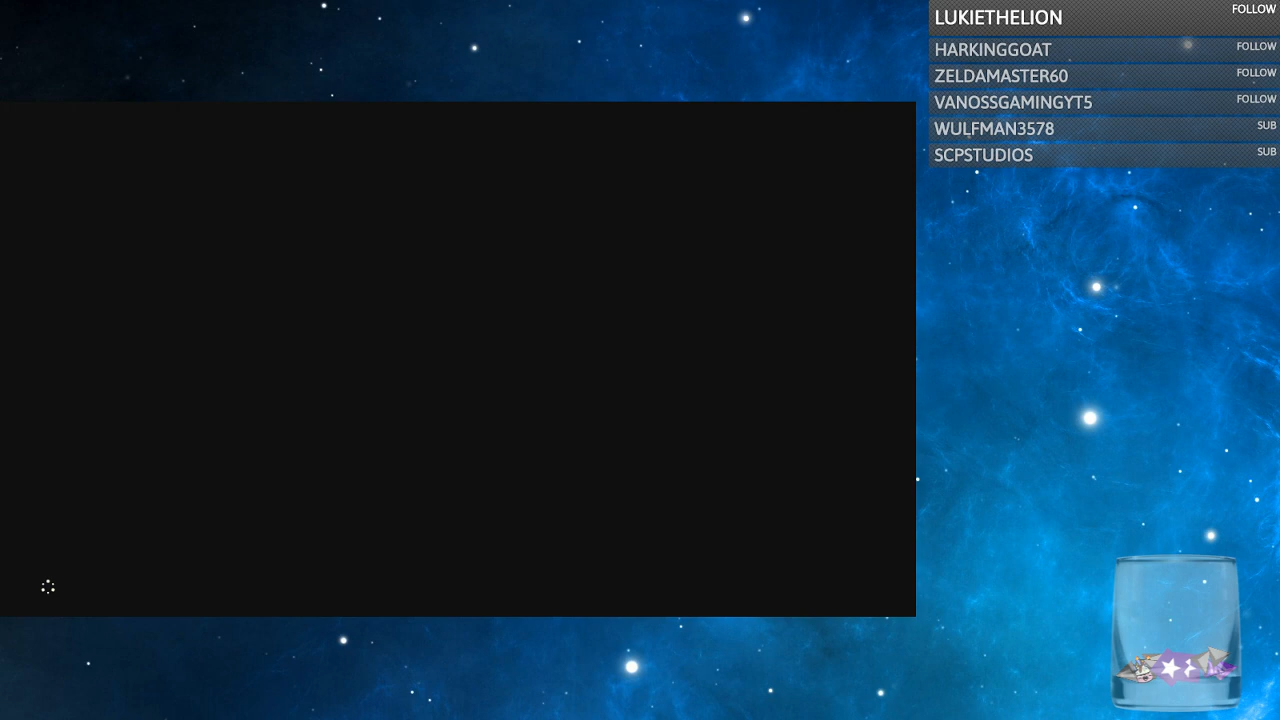 LUKIETHELION FOLLOW
HARKINGGOAT FOLLOW
ZELDAMASTER60 FOLLOW
VANOSSGAMINGYT5 FOLLOW
WULFMAN3578 SUB
SCPSTUDIOS SUB